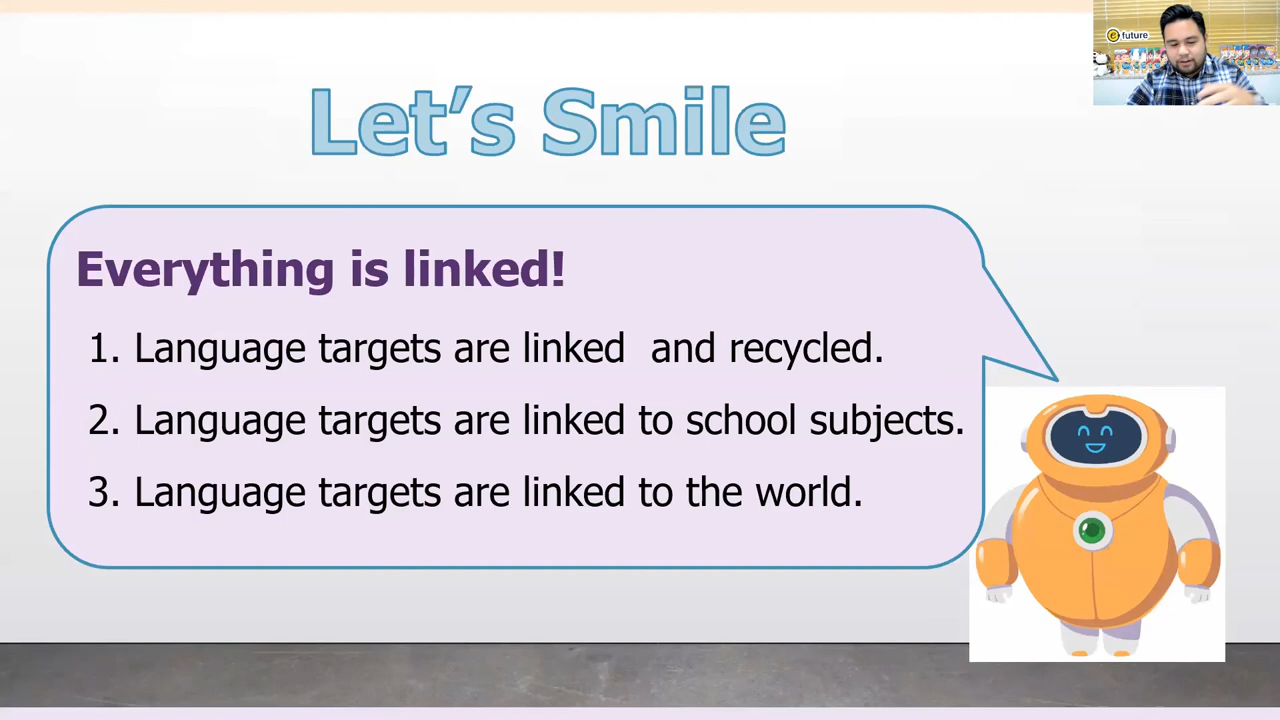 e future
Let's Smile
Everything is linked!
1. Language targets are linked  and recycled.
2. Language targets are linked to school subjects.
3. Language targets are linked to the world.